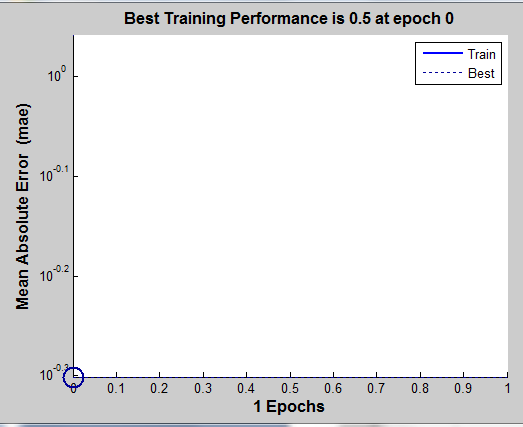 Best Training Performance is 0.5 at epoch 0
Train
Best
Mean Absolute Error (mae)
10^0
10^-0.1
10^-0.2
10^-0.3
0 0.1 0.2 0.3 0.4 0.5 0.6 0.7 0.8 0.9 1
1 Epochs